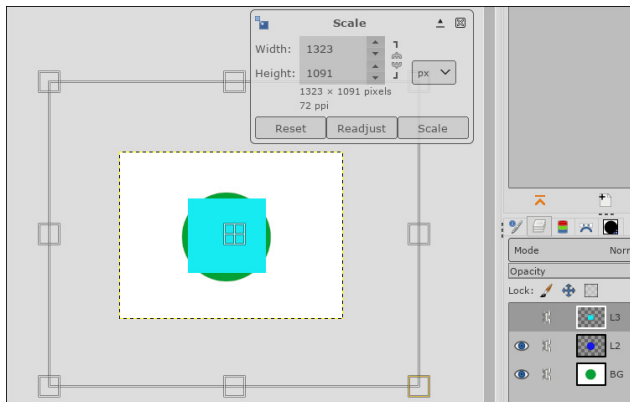 Scale
Width: 1323
Height: 1091
px
1323 × 1091 pixels
72 ppi
Reset Readjust Scale
Mode Norr
Opacity
Lock:
L3
L2
BG